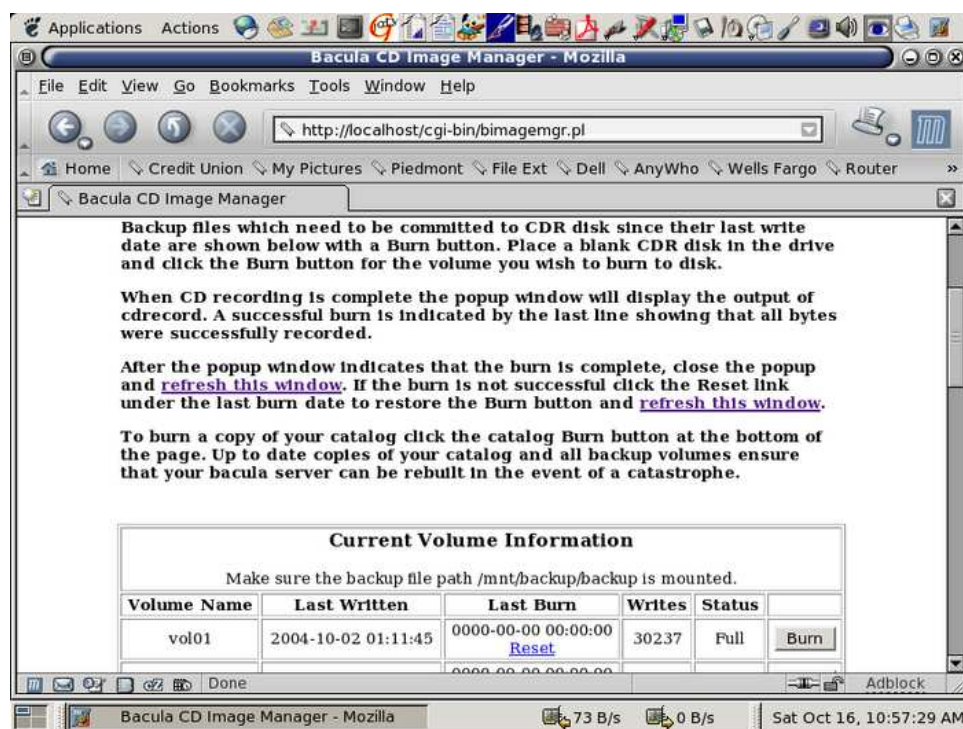 Applications Actions
Bacula CD Image Manager - Mozilla
File Edit View Go Bookmarks Tools Window Help
http://localhost/cgi-bin/bimagemgr.pl
Home Credit Union My Pictures Piedmont File Ext Dell AnyWho Wells Fargo Router »
Bacula CD Image Manager
Backup files which need to be committed to CDR disk since their last write
date are shown below with a Burn button. Place a blank CDR disk in the drive
and click the Burn button for the volume you wish to burn to disk.
When CD recording is complete the popup window will display the output of
cdrecord. A successful burn is indicated by the last line showing that all bytes
were successfully recorded.
After the popup window indicates that the burn is complete, close the popup
and refresh this window. If the burn is not successful click the Reset link
under the last burn date to restore the Burn button and refresh this window.
To burn a copy of your catalog click the catalog Burn button at the bottom of
the page. Up to date copies of your catalog and all backup volumes ensure
that your bacula server can be rebuilt in the event of a catastrophe.
Current Volume Information
Make sure the backup file path /mnt/backup/backup is mounted.
Volume Name Last Written Last Burn Writes Status
vol01 2004-10-02 01:11:45 0000-00-00 00:00:00 30237 Full Burn
Reset
0000-00-00 00:00:00
Done Adblock
Bacula CD Image Manager - Mozilla 73 B/s 0 B/s Sat Oct 16, 10:57:29 AM